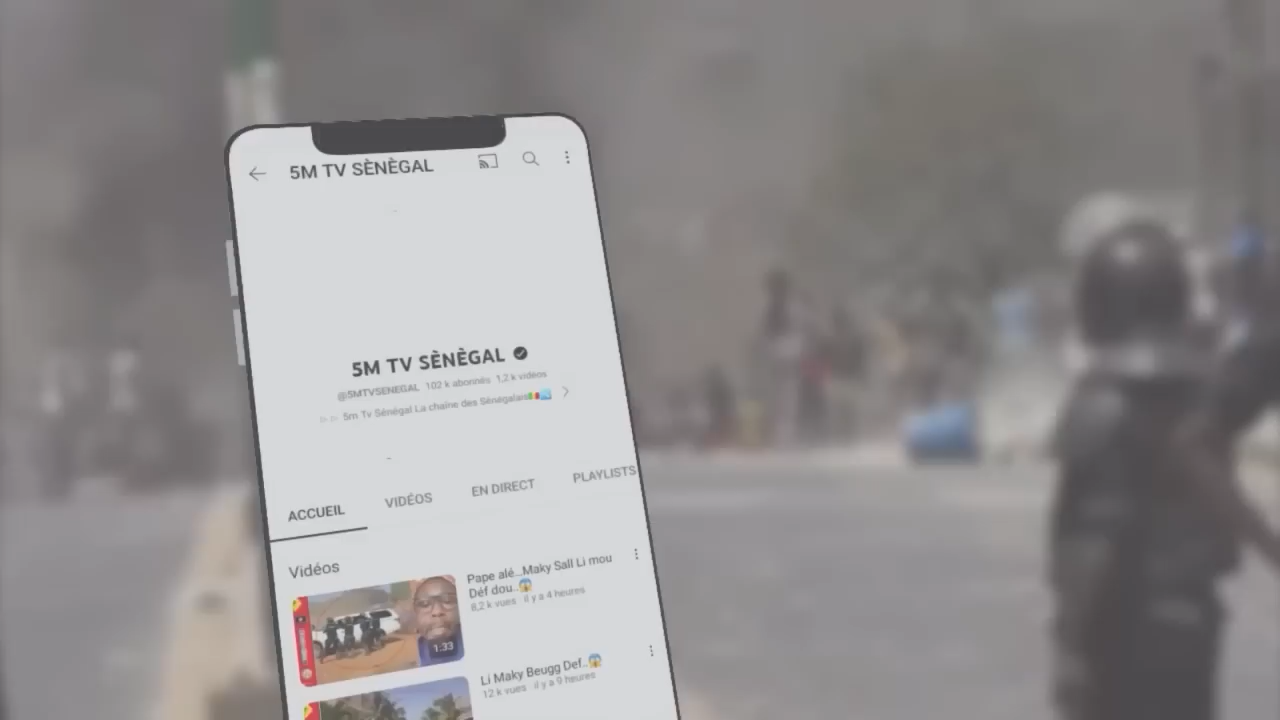 5M TV SÈNÈGAL
5M TV SÈNÈGAL
@5MTVSENEGAL 102 k abonnés 1,2 k vidéos
5m Tv Sénégal La chaîne des Sénégalais
ACCUEIL VIDÉOS EN DIRECT PLAYLISTS
Vidéos
Pape alé...Maky Sall Li mou
Déf dou..😱
8,2 k vues · il y a 4 heures
1:33
Li Maky Beugg Def..😱
12 k vues · il y a 9 heures